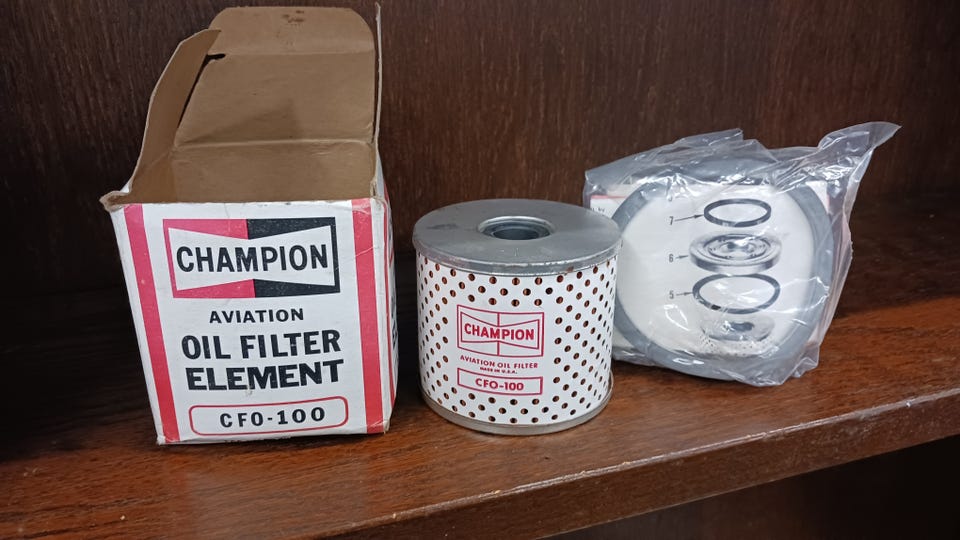 CHAMPION
AVIATION
OIL FILTER
ELEMENT
CFO-100
CHAMPION
AVIATION OIL FILTER
MADE IN U.S.A.
CFO-100
7
6
5